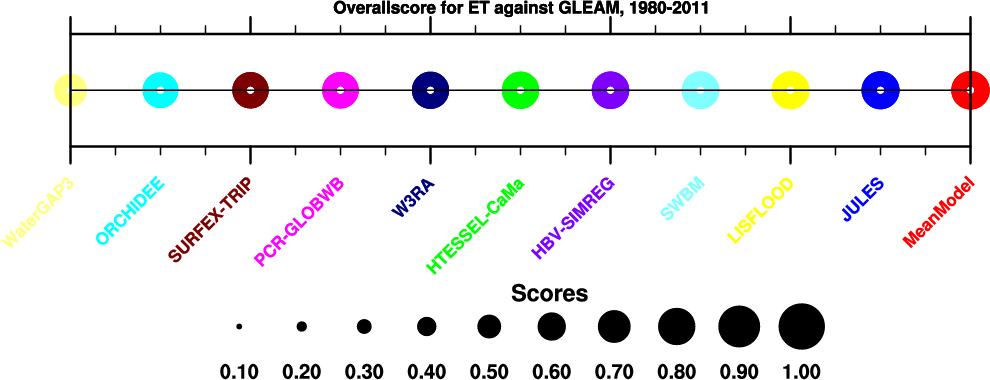 Overallscore for ET against GLEAM, 1980-2011
WaterGAP3
ORCHIDEE
SURFEX-TRIP
PCR-GLOBWB
W3RA
HTESSEL-CaMa
HBV-SIMREG
SWBM
LISFLOOD
JULES
MeanModel
Scores
0.10 0.20 0.30 0.40 0.50 0.60 0.70 0.80 0.90 1.00